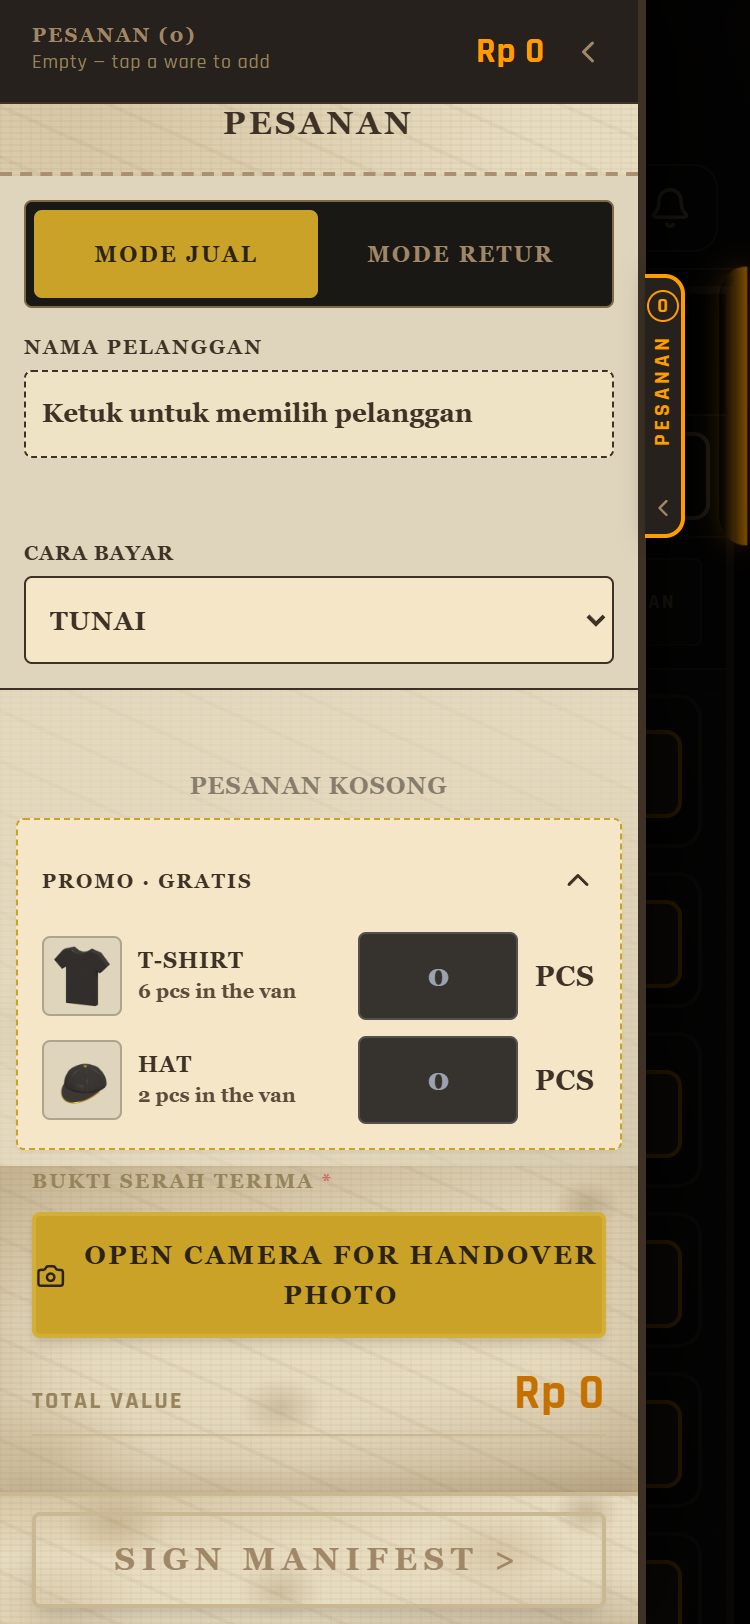 PESANAN (0)
Empty – tap a ware to add
Rp 0
PESANAN
MODE JUAL
MODE RETUR
0
PESANAN
NAMA PELANGGAN
Ketuk untuk memilih pelanggan
CARA BAYAR
TUNAI
AN
PESANAN KOSONG
PROMO · GRATIS
T-SHIRT
6 pcs in the van
0
PCS
HAT
2 pcs in the van
0
PCS
BUKTI SERAH TERIMA *
OPEN CAMERA FOR HANDOVER
PHOTO
TOTAL VALUE
Rp 0
SIGN MANIFEST >